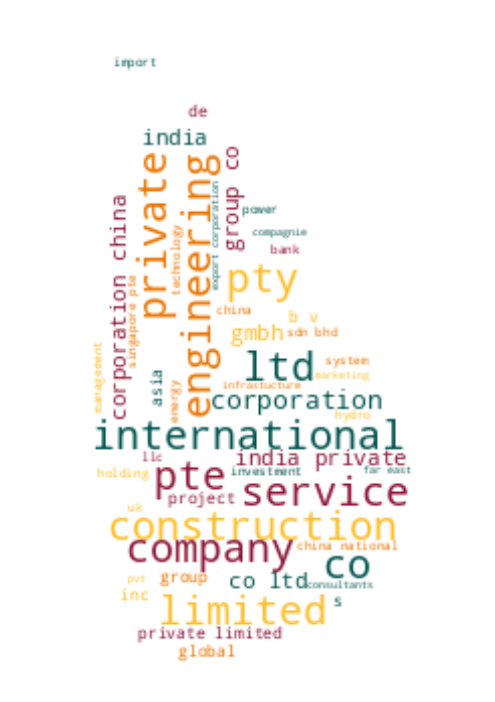 import
de
india
private
engineering
group co
export corporation
corporation china
power
technology
compagnie
bank
pty
singapore pte
china
b v
gmbh
sdn bhd
management
ltd
system
asia
energy
marketing
infrastucture
corporation
hydro
international
llc
india private
holding
pte
investment
far east
service
project
uk
construction
company
china national
co
pvt
group
co ltd
consultants
inc
limited
s
private limited
global